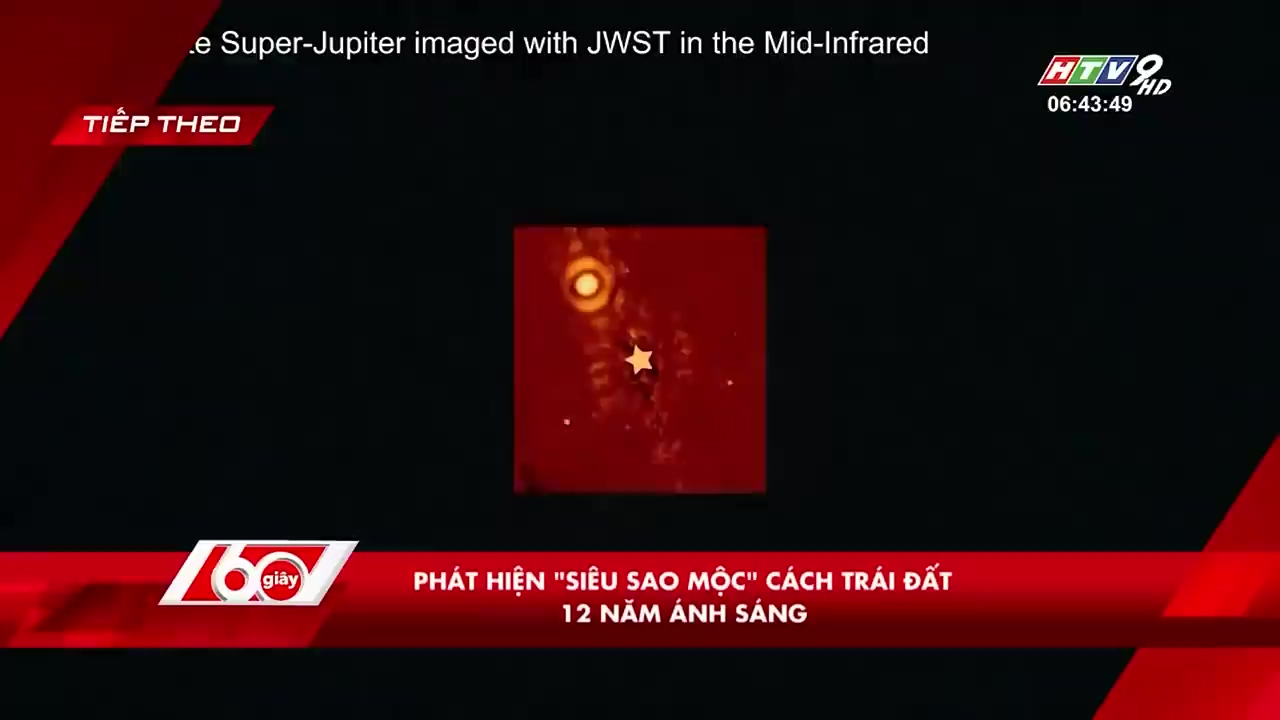 Super-Jupiter imaged with JWST in the Mid-Infrared
HTV9 HD
06:43:49
TIẾP THEO
60 giây
PHÁT HIỆN "SIÊU SAO MỘC" CÁCH TRÁI ĐẤT
12 NĂM ÁNH SÁNG